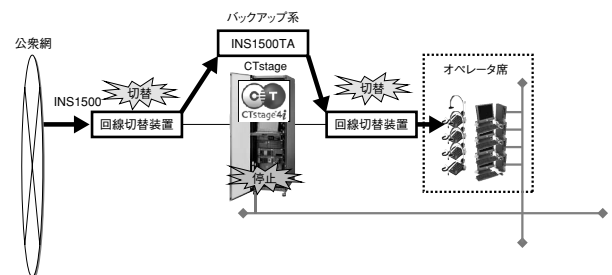 バックアップ系
公衆網
INS1500TA
CTstage
オペレータ席
INS1500
切替
切替
CT
CTstage 4i
回線切替装置
回線切替装置
停止